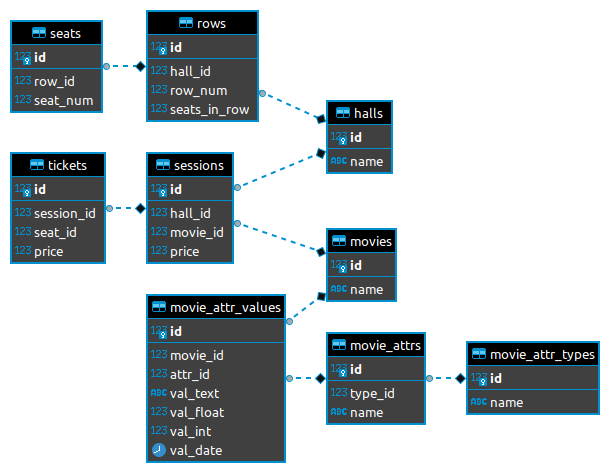 seats
123 id
123 row_id
123 seat_num
rows
123 id
123 hall_id
123 row_num
123 seats_in_row
halls
123 id
ABC name
tickets
123 id
123 session_id
123 seat_id
123 price
sessions
123 id
123 hall_id
123 movie_id
123 price
movies
123 id
ABC name
movie_attr_values
123 id
123 movie_id
123 attr_id
ABC val_text
123 val_float
123 val_int
val_date
movie_attrs
123 id
123 type_id
ABC name
movie_attr_types
123 id
ABC name